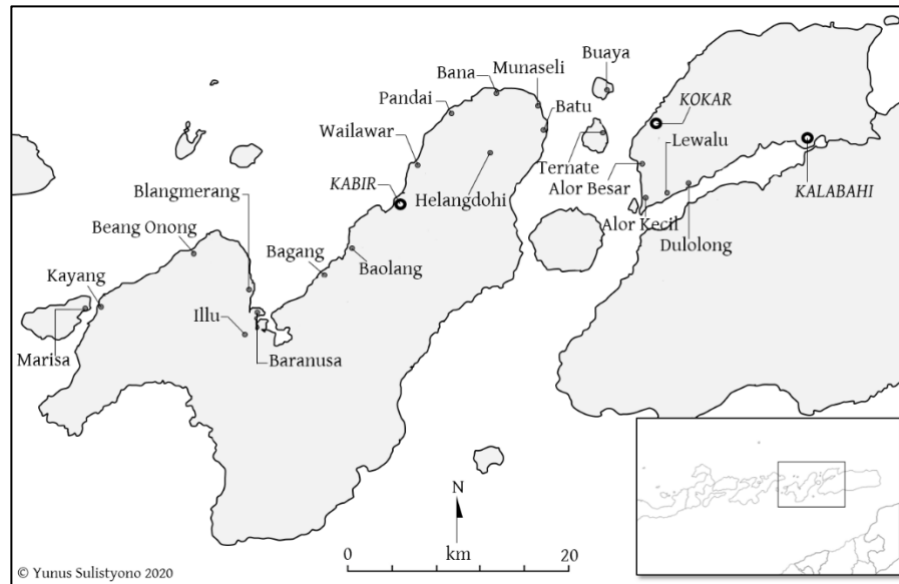 Buaya
Munaseli
Bana
Pandai
Batu
KOKAR
Wailawar
Lewalu
Ternate
Blangmerang
KABIR
Helangdohi
Alor Besar
KALABAHI
Alor Kecil
Beang Onong
Bagang
Baolang
Dulolong
Kayang
Illu
Marisa
Baranusa
N
0
20
km
© Yunus Sulistyono 2020